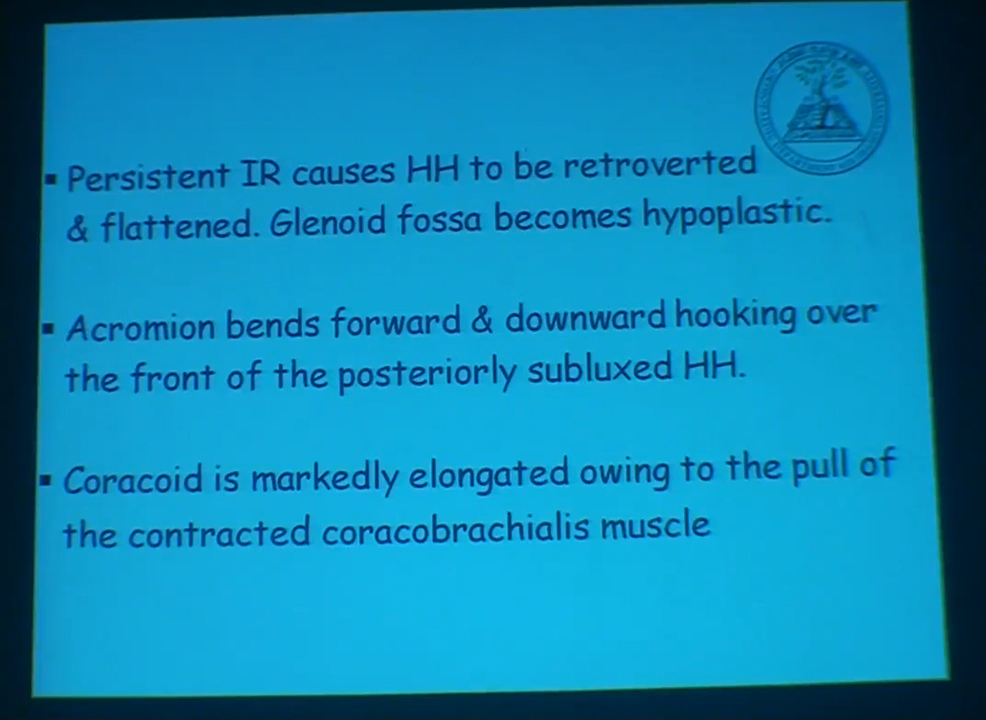 ▪ Persistent IR causes HH to be retroverted
& flattened. Glenoid fossa becomes hypoplastic.
▪ Acromion bends forward & downward hooking over
the front of the posteriorly subluxed HH.
▪ Coracoid is markedly elongated owing to the pull of
the contracted coracobrachialis muscle